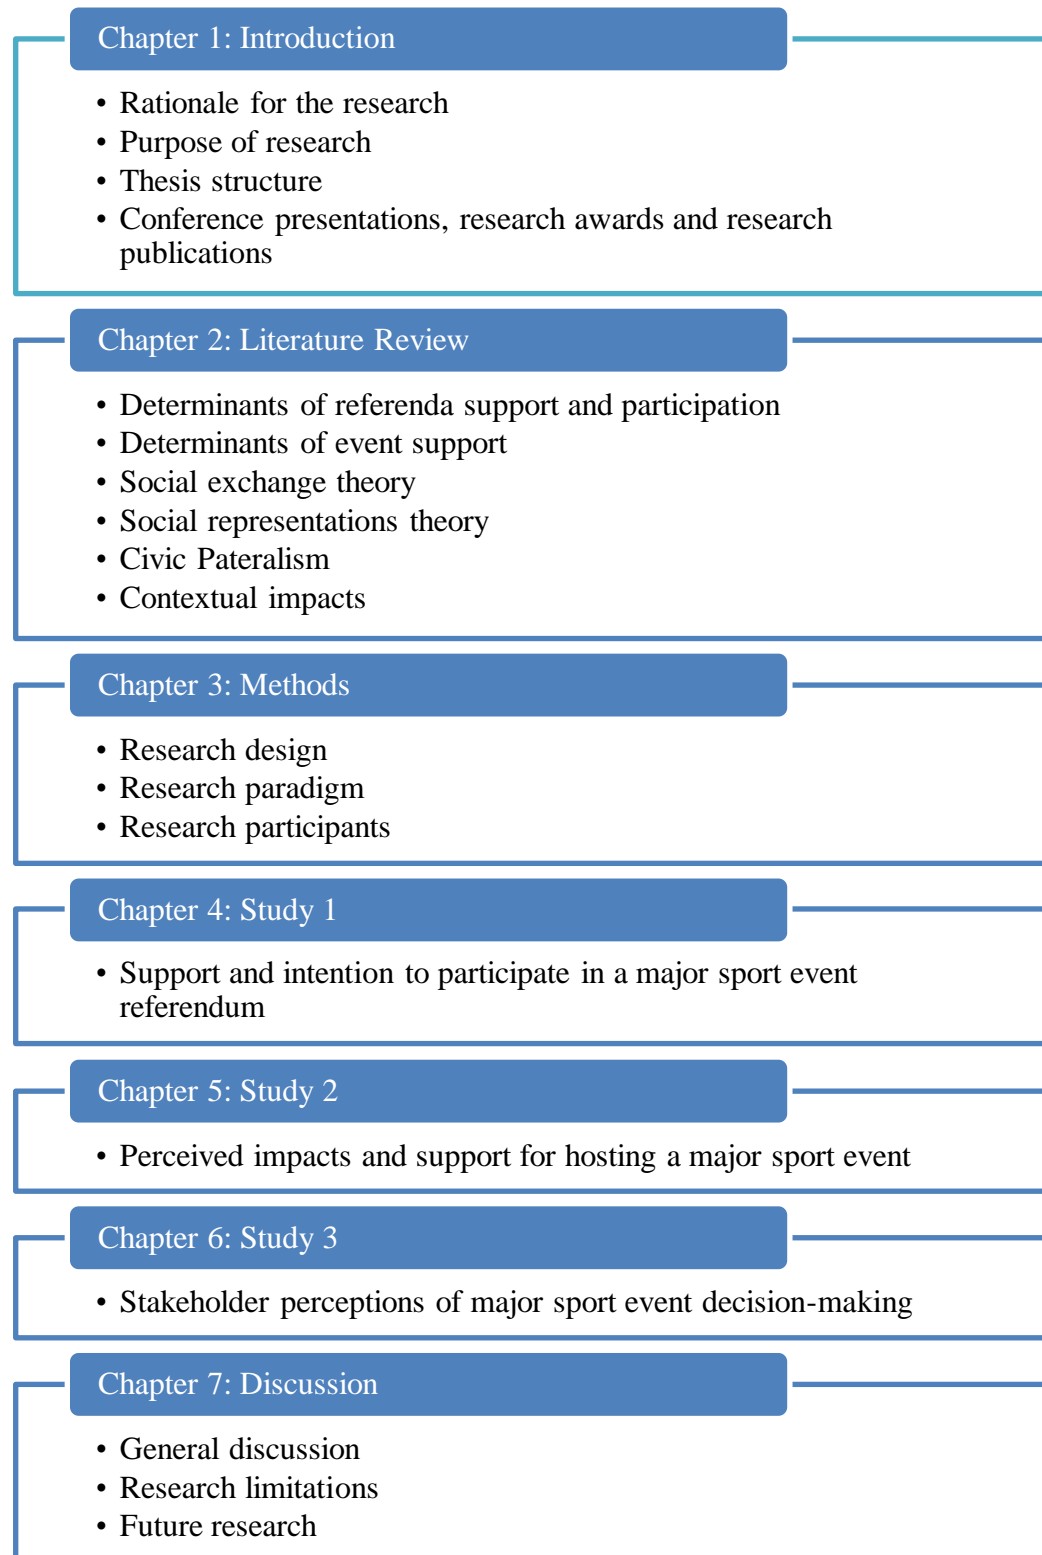 Chapter 1: Introduction
• Rationale for the research
• Purpose of research
• Thesis structure
• Conference presentations, research awards and research
publications
Chapter 2: Literature Review
• Determinants of referenda support and participation
• Determinants of event support
• Social exchange theory
• Social representations theory
• Civic Pateralism
• Contextual impacts
Chapter 3: Methods
• Research design
• Research paradigm
• Research participants
Chapter 4: Study 1
• Support and intention to participate in a major sport event
referendum
Chapter 5: Study 2
• Perceived impacts and support for hosting a major sport event
Chapter 6: Study 3
• Stakeholder perceptions of major sport event decision-making
Chapter 7: Discussion
• General discussion
• Research limitations
• Future research